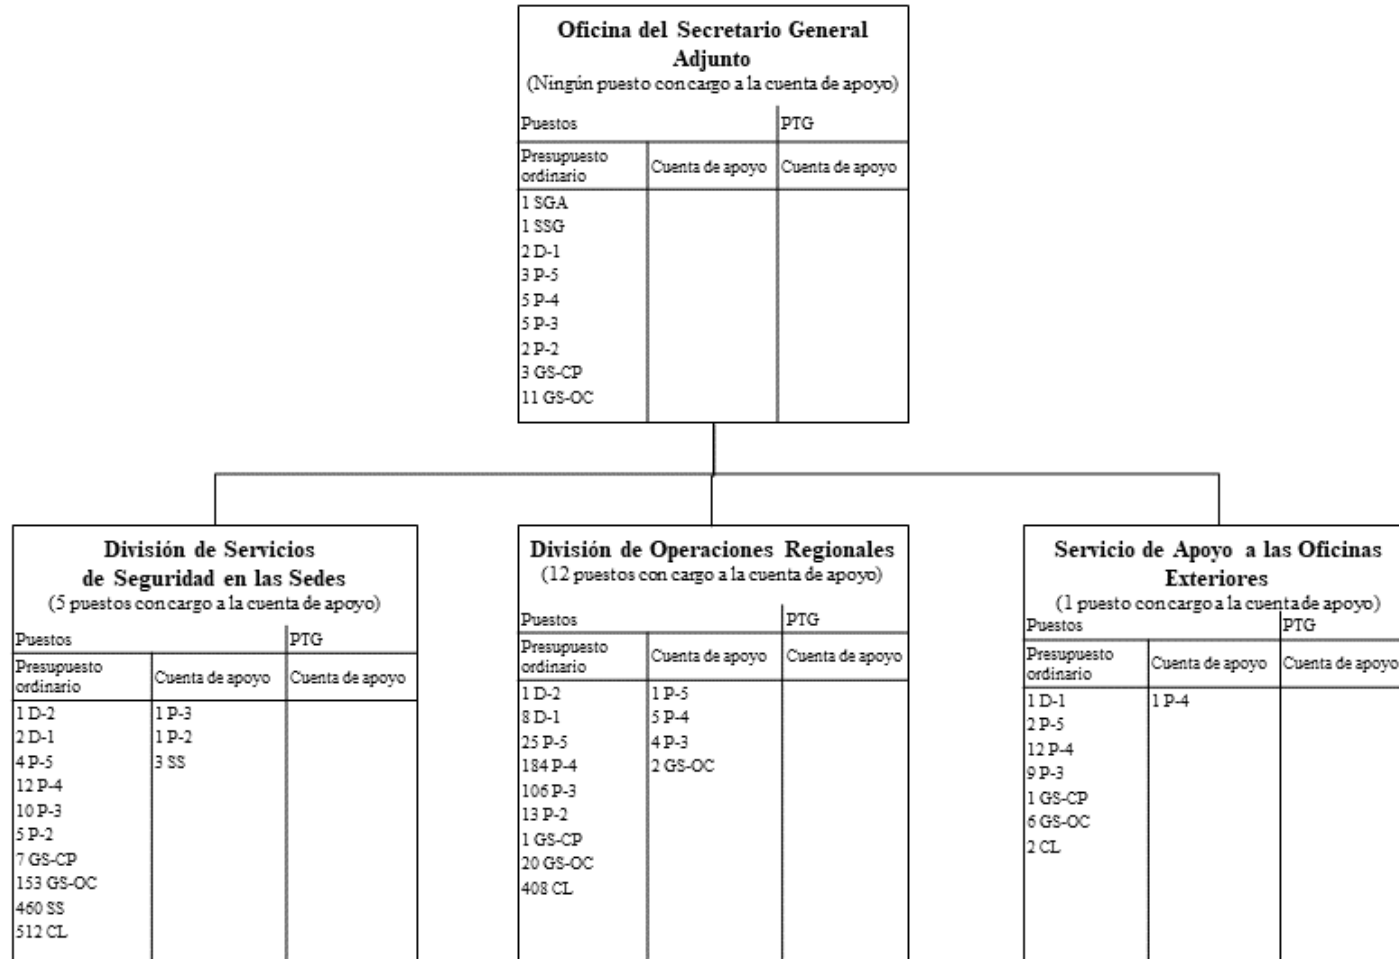 Oficina del Secretario General
Adjunto
(Ningún puesto con cargo a la cuenta de apoyo)
Puestos PTG
Presupuesto
ordinario Cuenta de apoyo Cuenta de apoyo
1 SGA
1 SSG
2 D-1
3 P-5
5 P-4
5 P-3
2 P-2
3 GS-CP
11 GS-OC
División de Servicios
de Seguridad en las Sedes
(5 puestos con cargo a la cuenta de apoyo)
Puestos PTG
Presupuesto
ordinario Cuenta de apoyo Cuenta de apoyo
1 D-2 1 P-3
2 D-1 1 P-2
4 P-5 3 SS
12 P-4
10 P-3
5 P-2
7 GS-CP
153 GS-OC
460 SS
512 CL
División de Operaciones Regionales
(12 puestos con cargo a la cuenta de apoyo)
Puestos PTG
Presupuesto
ordinario Cuenta de apoyo Cuenta de apoyo
1 D-2 1 P-5
8 D-1 5 P-4
25 P-5 4 P-3
184 P-4 2 GS-OC
106 P-3
13 P-2
1 GS-CP
20 GS-OC
408 CL
Servicio de Apoyo a las Oficinas
Exteriores
(1 puesto con cargo a la cuenta de apoyo)
Puestos PTG
Presupuesto
ordinario Cuenta de apoyo Cuenta de apoyo
1 D-1 1 P-4
2 P-5
12 P-4
9 P-3
1 GS-CP
6 GS-OC
2 CL